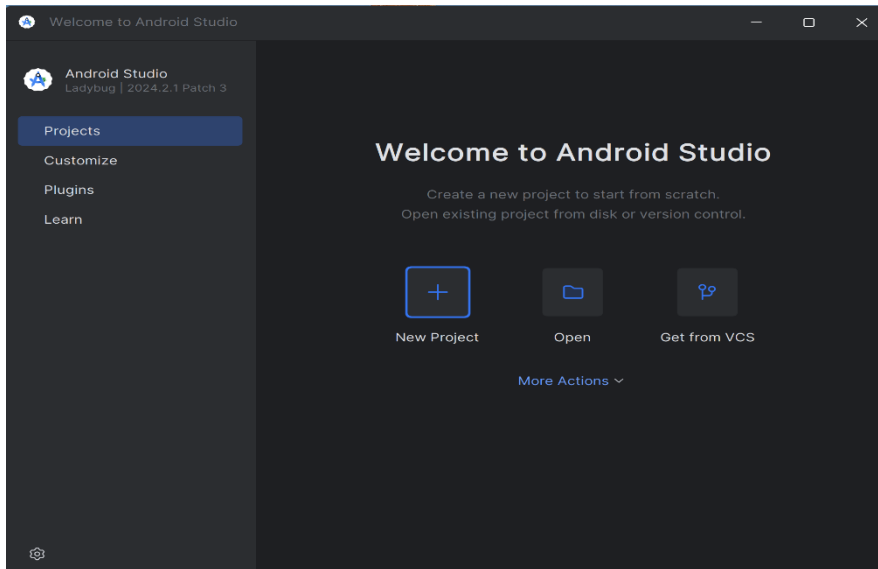 Welcome to Android Studio
Android Studio
Ladybug | 2024.2.1 Patch 3
Projects
Customize
Plugins
Learn
Welcome to Android Studio
Create a new project to start from scratch.
Open existing project from disk or version control.
New Project
Open
Get from VCS
More Actions